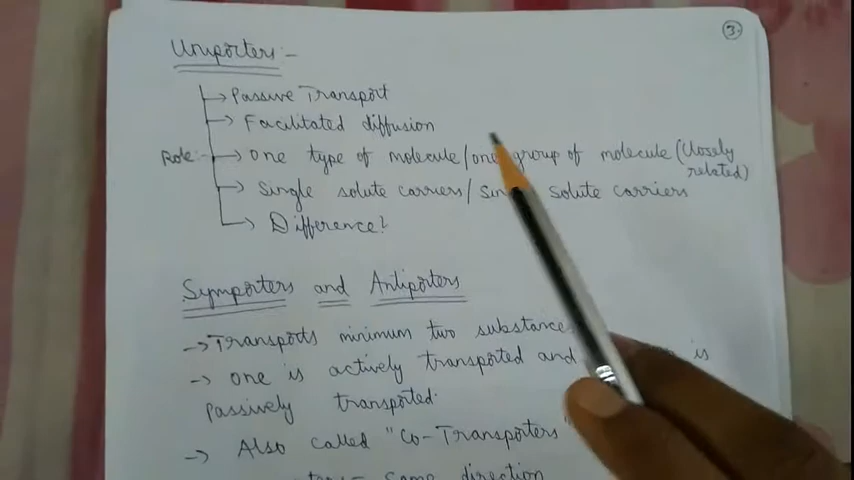 3.
Uniporters:-
→ Passive Transport
→ Facilitated diffusion
Role:- → One type of molecule/one group of molecule (closely
related)
→ Single solute carriers/ solute carriers
→ Difference?
Symporters and Antiporters
→ Transports minimum two substance
→ one is actively transported and is
passively transported.
→ Also called "Co-Transporters"
same direction